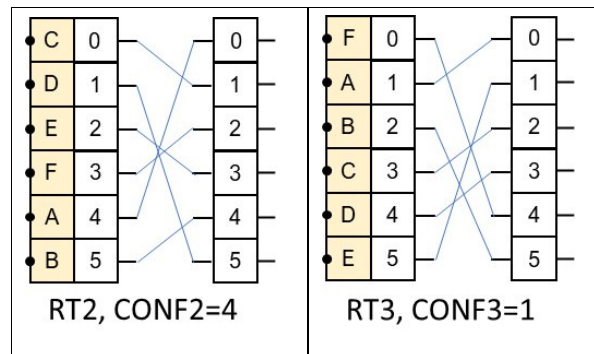 C 0 0
D 1 1
E 2 2
F 3 3
A 4 4
B 5 5
RT2, CONF2=4
F 0 0
A 1 1
B 2 2
C 3 3
D 4 4
E 5 5
RT3, CONF3=1